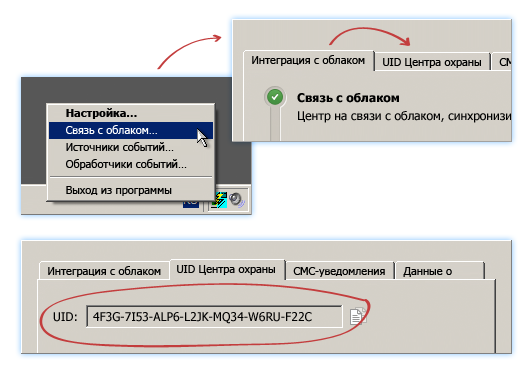 Интеграция с облаком
UID Центра охраны
СМ
Связь с облаком
Центр на связи с облаком, синхронизи
Настройка...
Связь с облаком...
Источники событий...
Обработчики событий...
Выход из программы
Интеграция с облаком
UID Центра охраны
СМС-уведомления
Данные о
UID:
4F3G-7I53-ALP6-L2JK-MQ34-W6RU-F22C